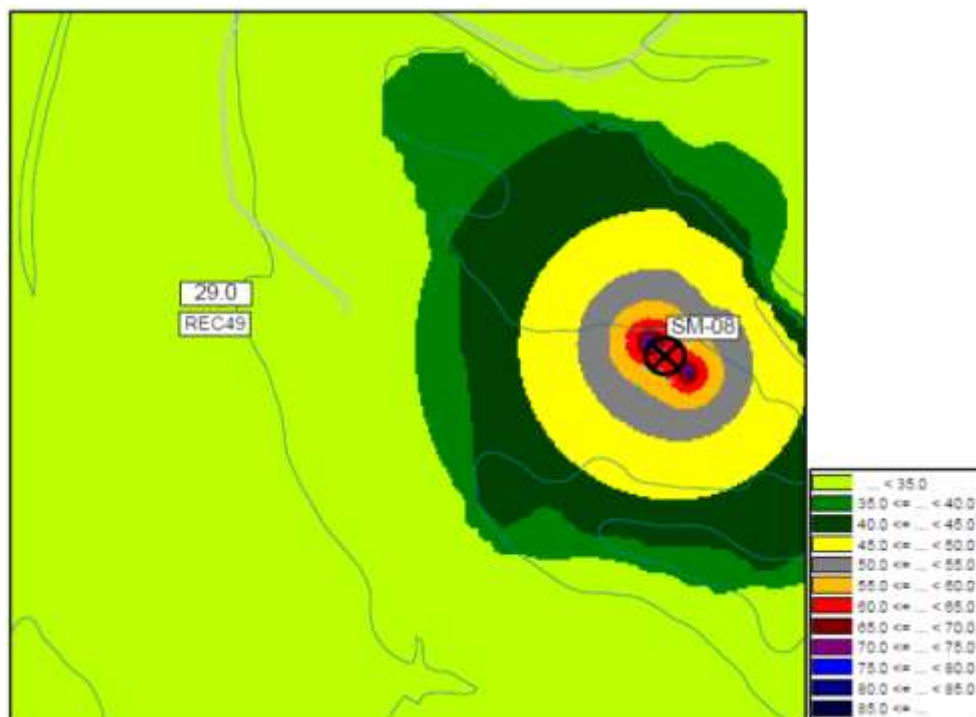 SM-08
29.0
REC49
... < 35.0
35.0 <= ... < 40.0
40.0 <= ... < 45.0
45.0 <= ... < 50.0
50.0 <= ... < 55.0
55.0 <= ... < 60.0
60.0 <= ... < 65.0
65.0 <= ... < 70.0
70.0 <= ... < 75.0
75.0 <= ... < 80.0
80.0 <= ... < 85.0
85.0 <= ...